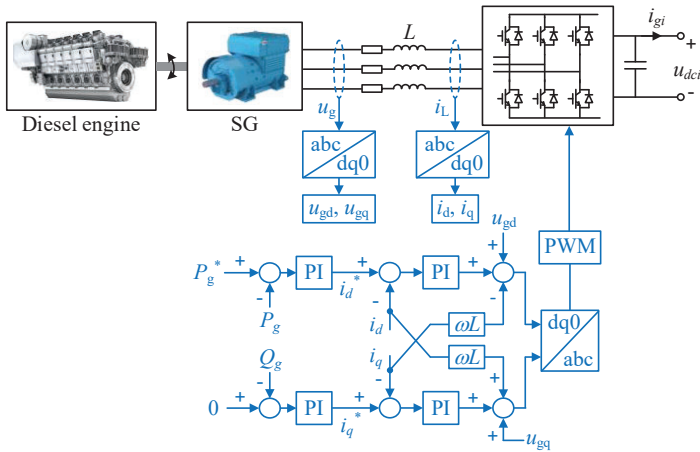 L
i_gi
+
u_dci
-
Diesel engine
SG
u_g
i_L
abc
dq0
abc
dq0
u_gd, u_gq
i_d, i_q
u_gd
PWM
P_g* + PI + PI + +
- i_d* - -
P_g
i_d
ωL
dq0
abc
i_q
ωL
Q_g
- - +
0 + PI + PI +
i_q* +
u_gq